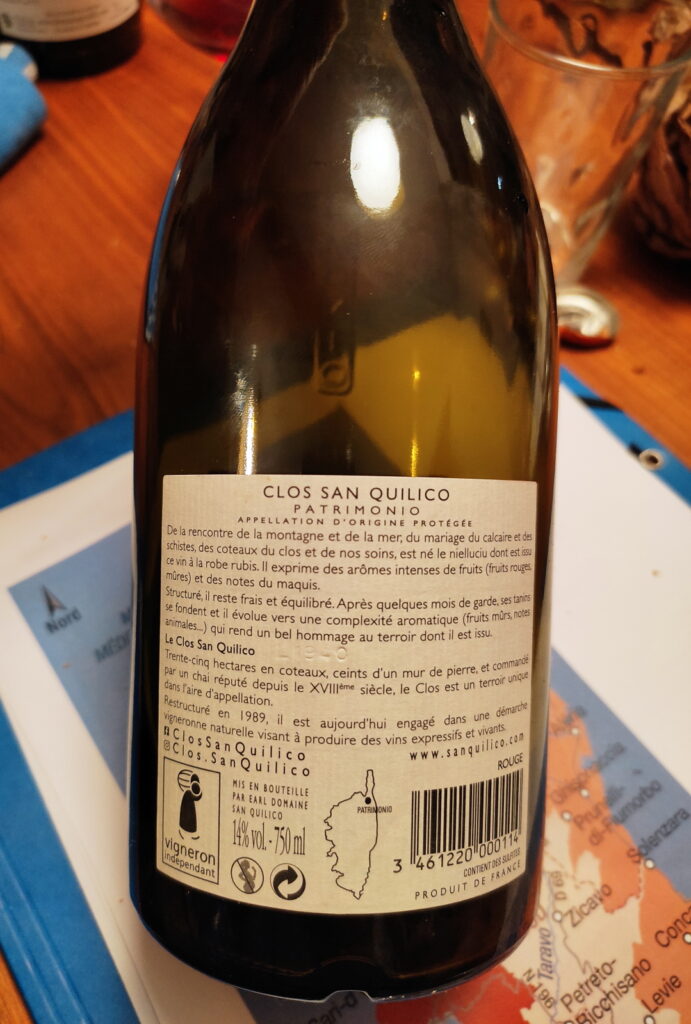 CLOS SAN QUILICO
PATRIMONIO
APPELLATION D'ORIGINE PROTÉGÉE
De la rencontre de la montagne et de la mer, du mariage du calcaire et des
schistes, des coteaux du clos et de nos soins, est né le nielluciu dont est issu
ce vin à la robe rubis. Il exprime des arômes intenses de fruits (fruits rouges,
mûres) et des notes du maquis.
Structuré, il reste frais et équilibré. Après quelques mois de garde, ses tanins
se fondent et il évolue vers une complexité aromatique (fruits mûrs, notes
animales...) qui rend un bel hommage au terroir dont il est issu.
Le Clos San Quilico
Trente-cinq hectares en coteaux, ceints d'un mur de pierre, et commandé
par un chai réputé depuis le XVIIIème siècle, le Clos est un terroir unique
dans l'aire d'appellation.
Restructuré en 1989, il est aujourd'hui engagé dans une démarche
vigneronne naturelle visant à produire des vins expressifs et vivants.
ClosSanQuilico
Clos.SanQuilico
www.sanquilico.com
ROUGE
MIS EN BOUTEILLE
PAR EARL DOMAINE
SAN QUILICO
14% vol. - 750 ml
PATRIMONIO
vigneron
indépendant
3 461220 000114
CONTIENT DES SULFITES
PRODUIT DE FRANCE
Nord
Solenzara
Zicavo
Taravo
D 69
N 196
Petreto-
Bicchisano
Levie